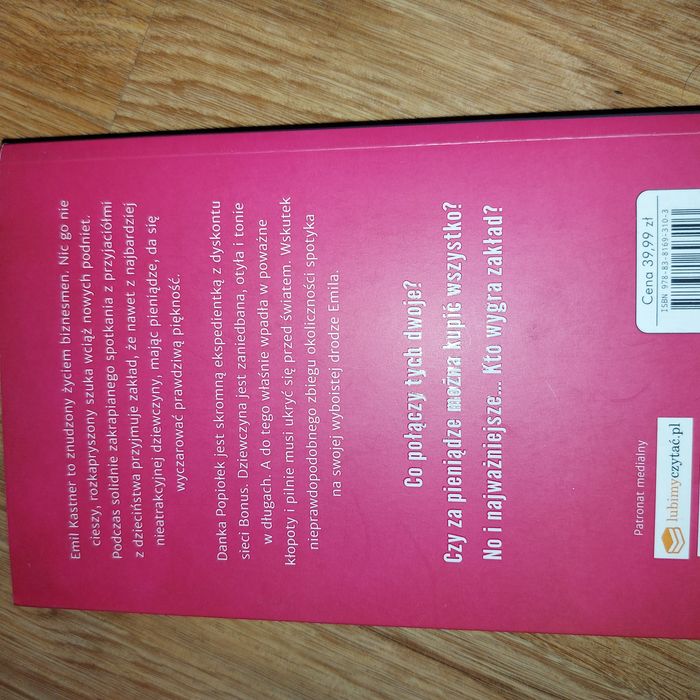 Emil Kastner to znudzony życiem biznesmen. Nic go nie
cieszy, rozkapryszony szuka wciąż nowych podniet.
Podczas solidnie zakrapianego spotkania z przyjaciółmi
z dzieciństwa przyjmuje zakład, że nawet z najbardziej
nieatrakcyjnej dziewczyny, mając pieniądze, da się
wyczarować prawdziwą piękność.
Danka Popiołek jest skromną ekspedientką z dyskontu
sieci Bonus. Dziewczyna jest zaniedbana, otyła i tonie
w długach. A do tego właśnie wpadła w poważne
kłopoty i pilnie musi ukryć się przed światem. Wskutek
nieprawdopodobnego zbiegu okoliczności spotyka
na swojej wyboistej drodze Emila.
Co połączy tych dwoje?
Czy za pieniądze można kupić wszystko?
No i najważniejsze... Kto wygra zakład?
Patronat medialny
lubimyczytać.pl
Cena 39,99 zł
ISBN 978-83-8169-310-3